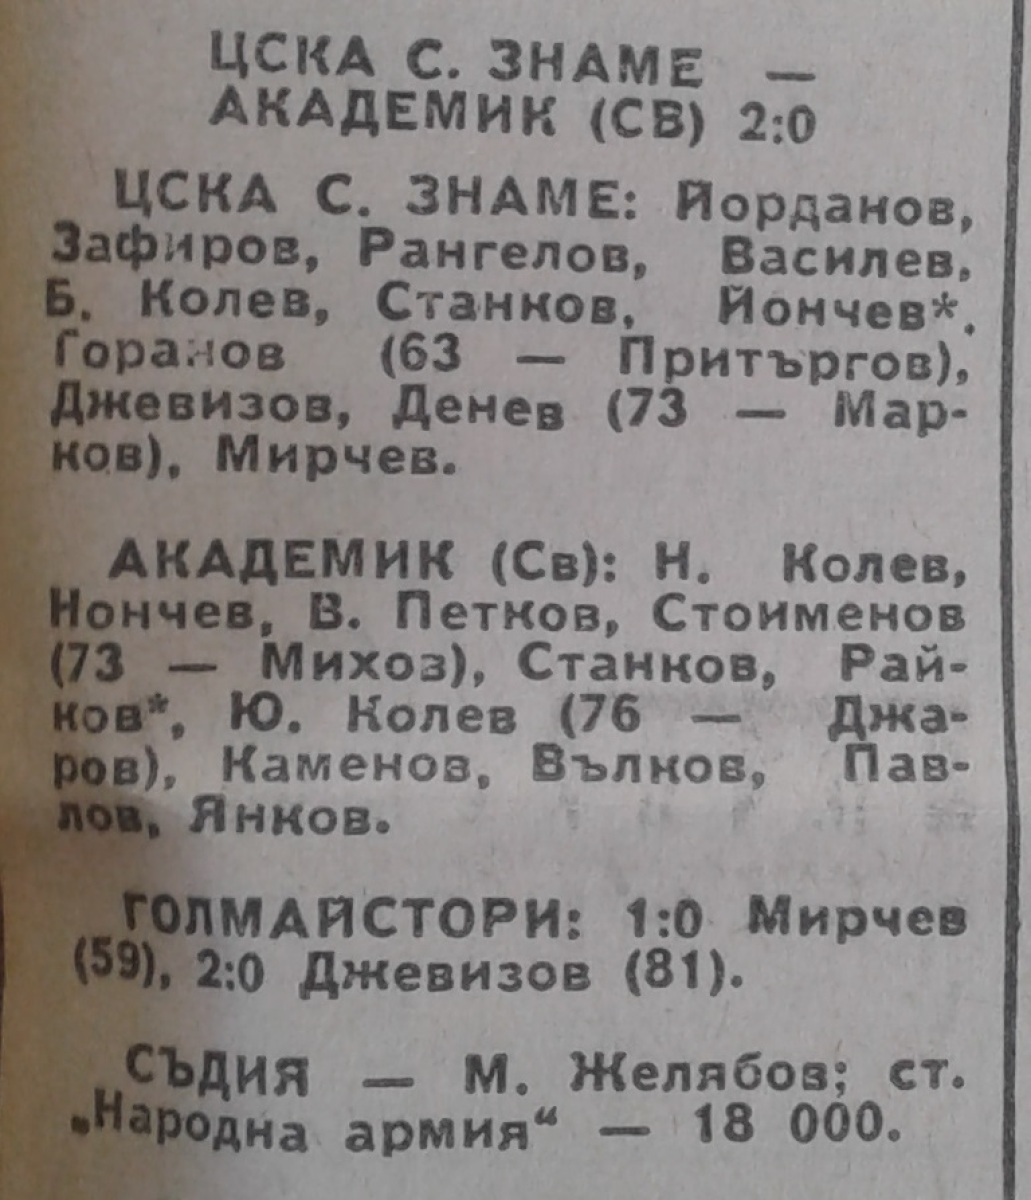 ЦСКА С. ЗНАМЕ —
АКАДЕМИК (СВ) 2:0
ЦСКА С. ЗНАМЕ: Йорданов,
Зафиров, Рангелов, Василев,
Б. Колев, Станков, Йончев*,
Горанов (63 — Притъргов),
Джевизов, Денев (73 — Мар-
ков), Мирчев.
АКАДЕМИК (Св): Н. Колев,
Нончев, В. Петков, Стоименов
(73 — Михоз), Станков, Рай-
ков*, Ю. Колев (76 — Джа-
ров), Каменов, Вълков, Пав-
лов, Янков.
ГОЛМАЙСТОРИ: 1:0 Мирчев
(59), 2:0 Джевизов (81).
СЪДИЯ — М. Желябов; ст.
„Народна армия“ — 18 000.